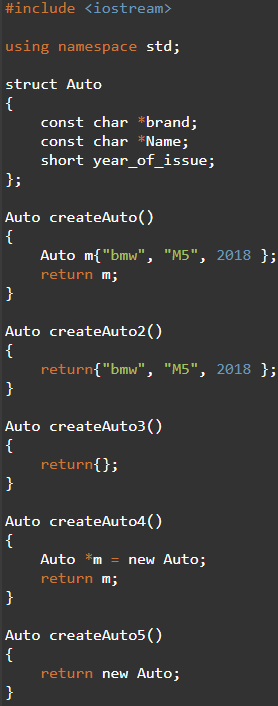 #include <iostream>
using namespace std;
struct Auto
{
    const char *brand;
    const char *Name;
    short year_of_issue;
};
Auto createAuto()
{
    Auto m{"bmw", "M5", 2018 };
    return m;
}
Auto createAuto2()
{
    return{"bmw", "M5", 2018 };
}
Auto createAuto3()
{
    return{};
}
Auto createAuto4()
{
    Auto *m = new Auto;
    return m;
}
Auto createAuto5()
{
    return new Auto;
}